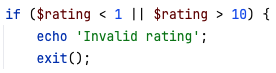 if ($rating < 1 || $rating > 10) {
    echo 'Invalid rating';
    exit();